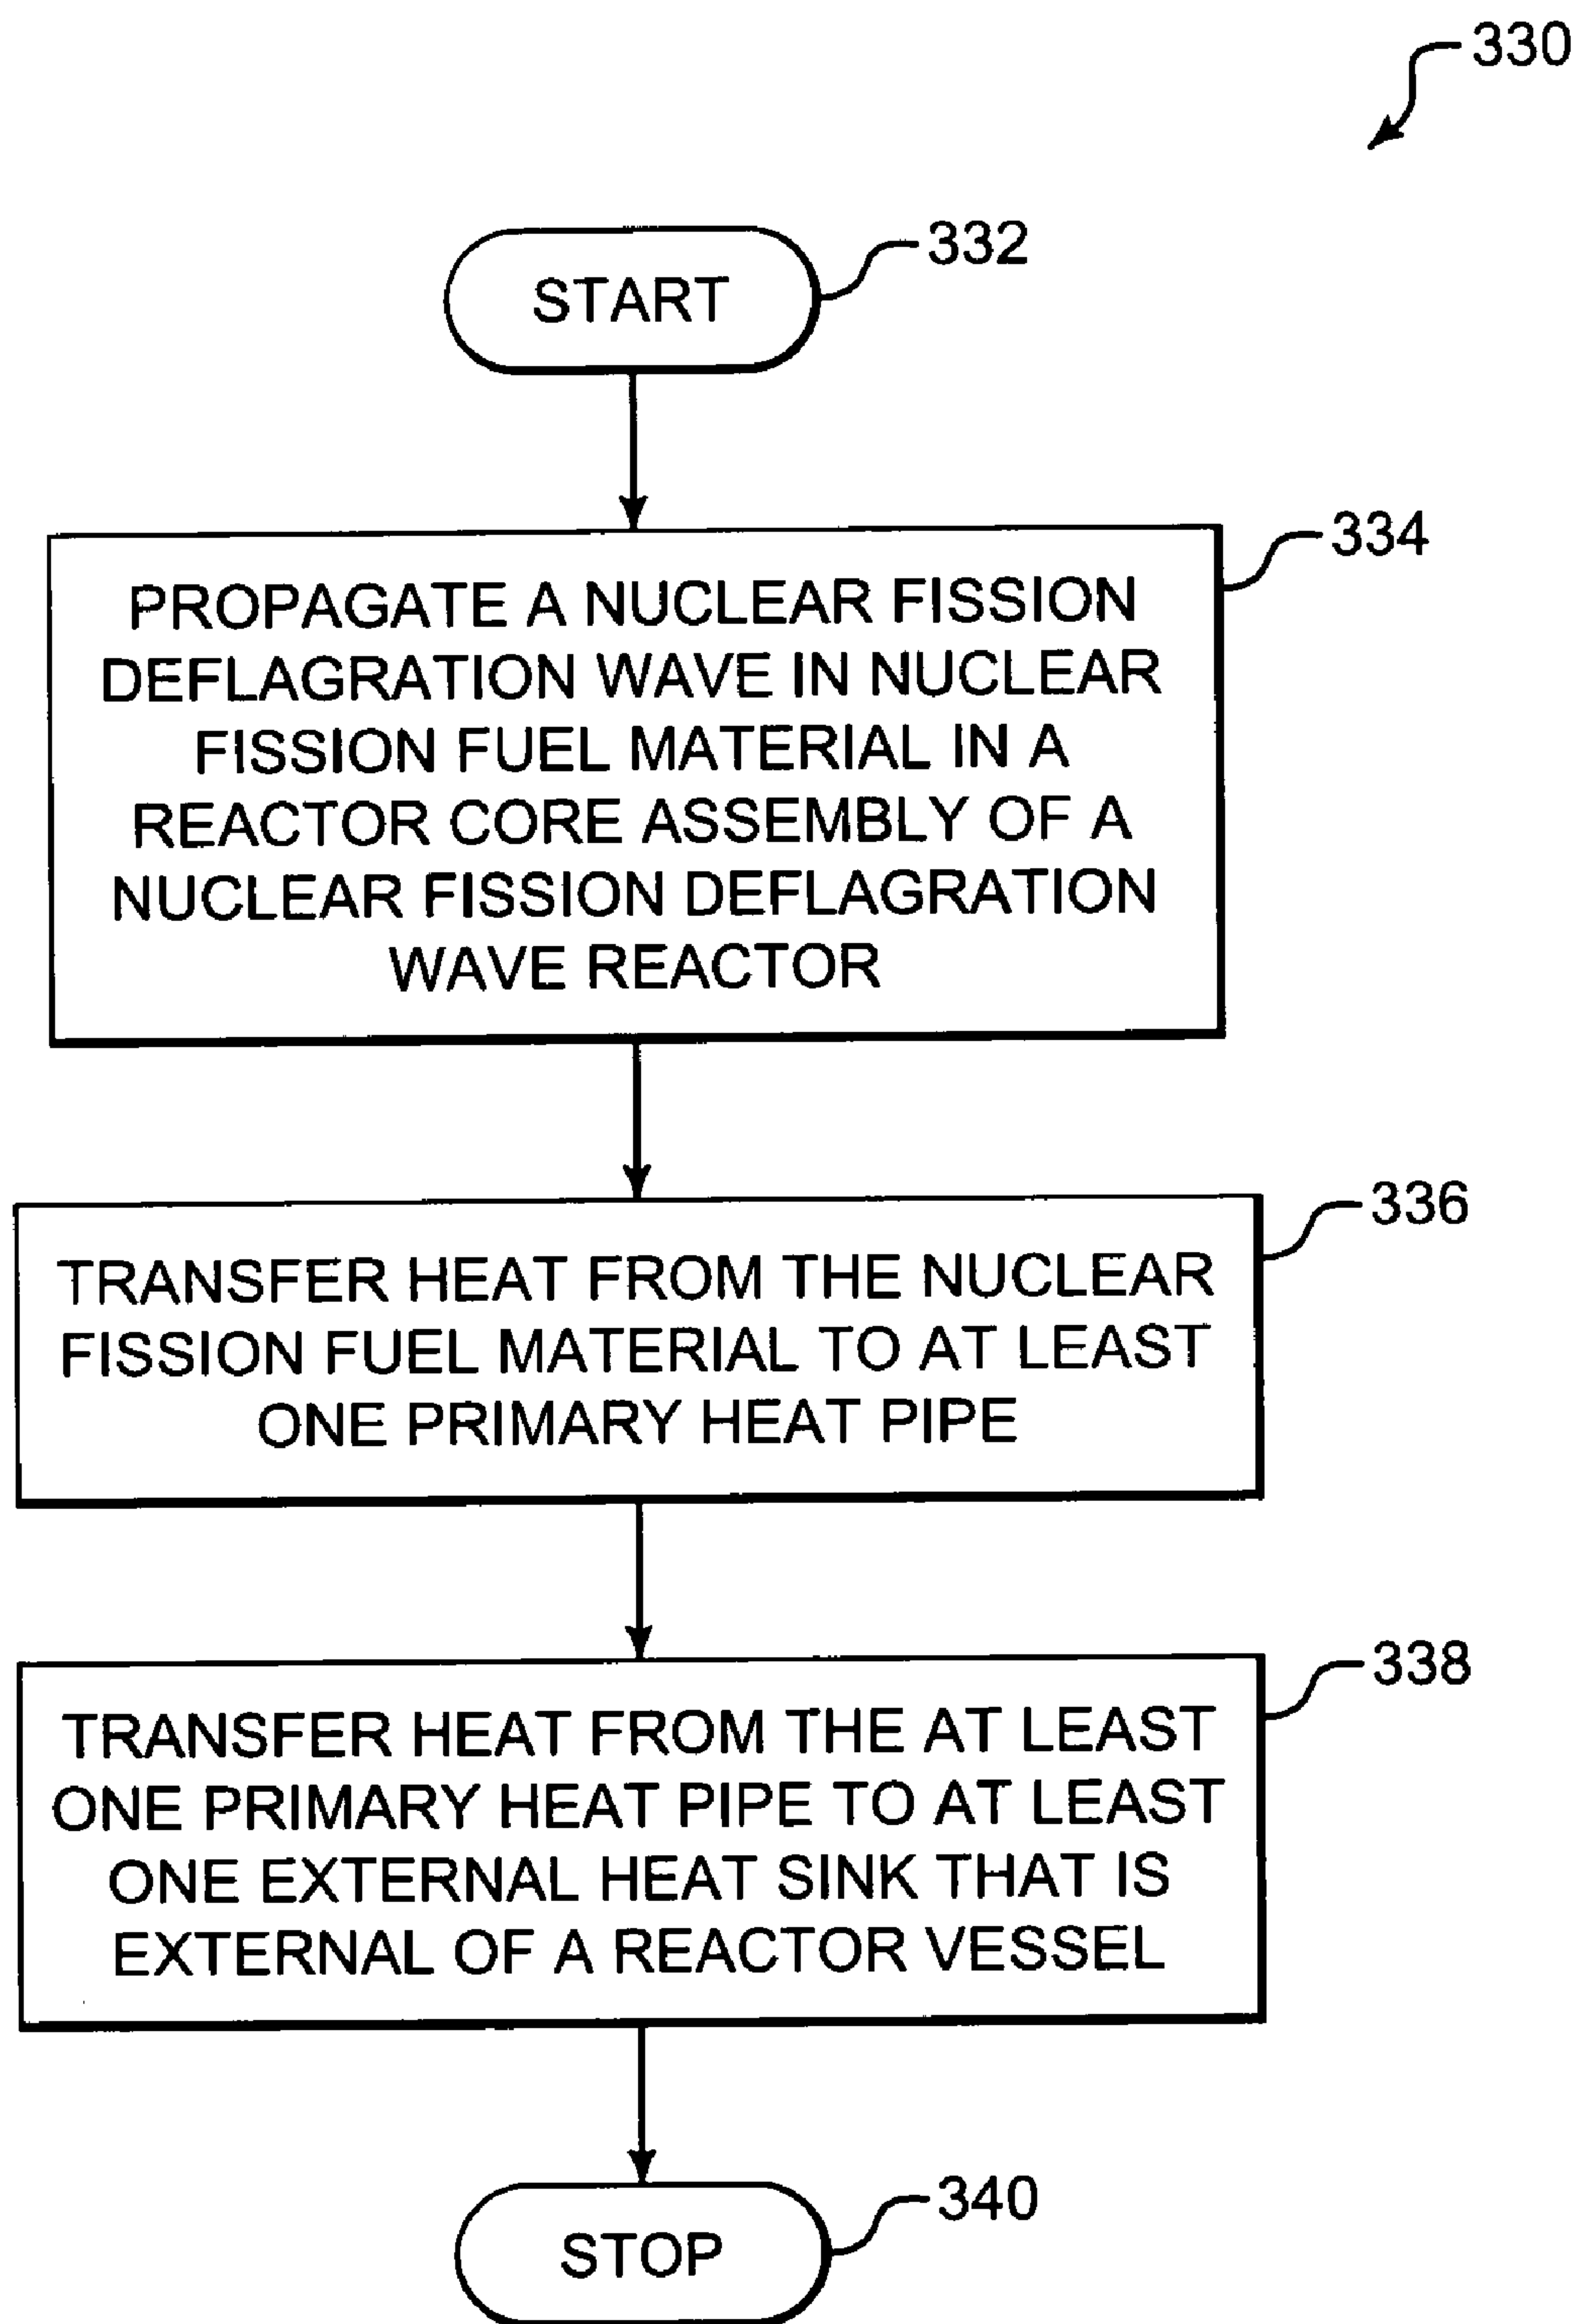 330
332
START
334
PROPAGATE A NUCLEAR FISSION
DEFLAGRATION WAVE IN NUCLEAR
FISSION FUEL MATERIAL IN A
REACTOR CORE ASSEMBLY OF A
NUCLEAR FISSION DEFLAGRATION
WAVE REACTOR
336
TRANSFER HEAT FROM THE NUCLEAR
FISSION FUEL MATERIAL TO AT LEAST
ONE PRIMARY HEAT PIPE
338
TRANSFER HEAT FROM THE AT LEAST
ONE PRIMARY HEAT PIPE TO AT LEAST
ONE EXTERNAL HEAT SINK THAT IS
EXTERNAL OF A REACTOR VESSEL
340
STOP